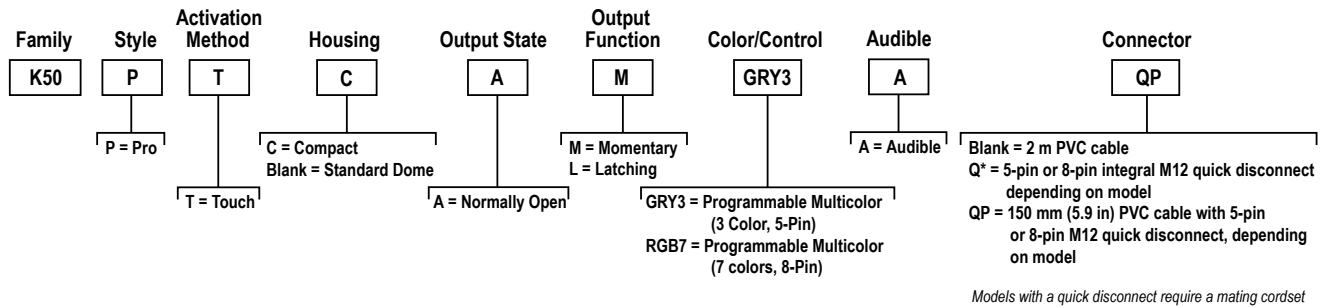 Family
Style
Activation
Method
Housing
Output State
Output
Function
Color/Control
Audible
Connector
K50
P
T
C
A
M
GRY3
A
QP
P = Pro
T = Touch
C = Compact
Blank = Standard Dome
A = Normally Open
M = Momentary
L = Latching
GRY3 = Programmable Multicolor
(3 Color, 5-Pin)
RGB7 = Programmable Multicolor
(7 colors, 8-Pin)
A = Audible
Blank = 2 m PVC cable
Q* = 5-pin or 8-pin integral M12 quick disconnect
depending on model
QP = 150 mm (5.9 in) PVC cable with 5-pin
or 8-pin M12 quick disconnect, depending
on model
Models with a quick disconnect require a mating cordset